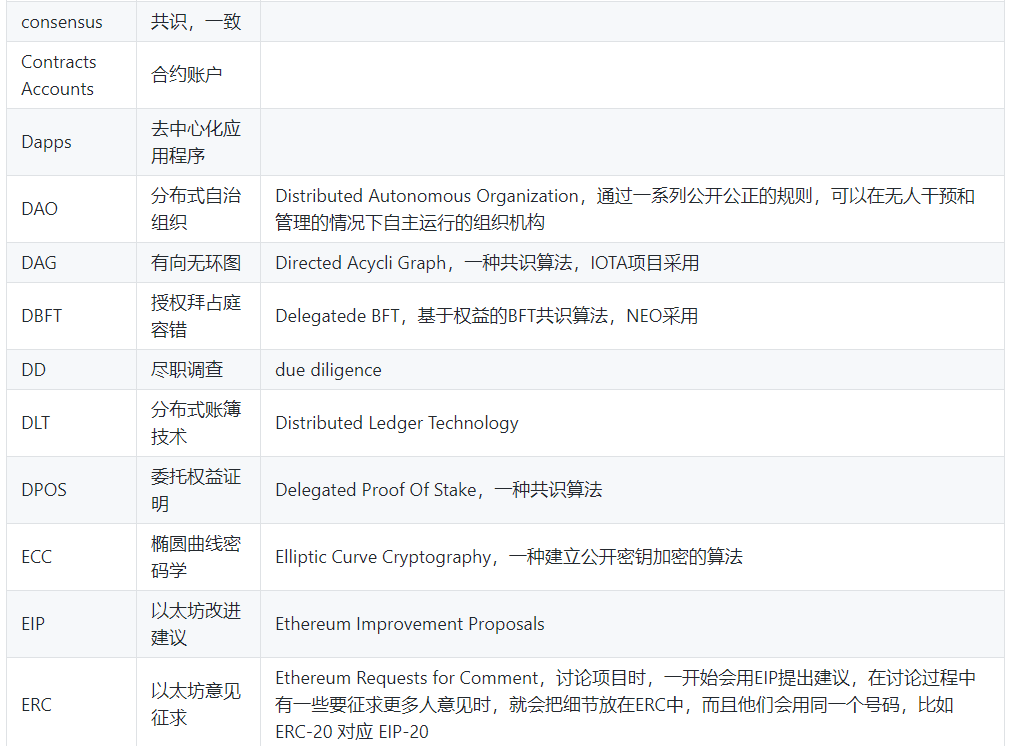 consensus
共识，一致
Contracts
Accounts
合约账户
Dapps
去中心化应
用程序
DAO
分布式自治
组织
Distributed Autonomous Organization，通过一系列公开公正的规则，可以在无人干预和
管理的情况下自主运行的组织机构
DAG
有向无环图
Directed Acycli Graph，一种共识算法，IOTA项目采用
DBFT
授权拜占庭
容错
Delegatede BFT，基于权益的BFT共识算法，NEO采用
DD
尽职调查
due diligence
DLT
分布式账簿
技术
Distributed Ledger Technology
DPOS
委托权益证
明
Delegated Proof Of Stake，一种共识算法
ECC
椭圆曲线密
码学
Elliptic Curve Cryptography，一种建立公开密钥加密的算法
EIP
以太坊改进
建议
Ethereum Improvement Proposals
ERC
以太坊意见
征求
Ethereum Requests for Comment，讨论项目时，一开始会用EIP提出建议，在讨论过程中
有一些要征求更多人意见时，就会把细节放在ERC中，而且他们会用同一个号码，比如
ERC-20 对应 EIP-20